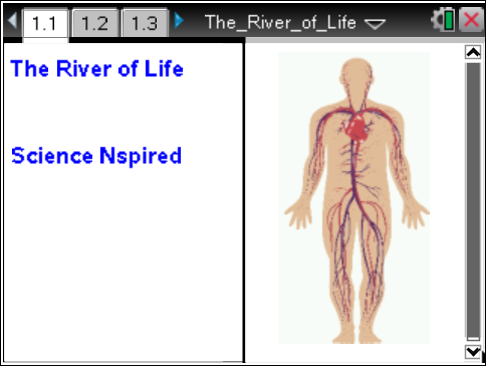 1.1 1.2 1.3 The_River_of_Life
The River of Life
Science Nspired